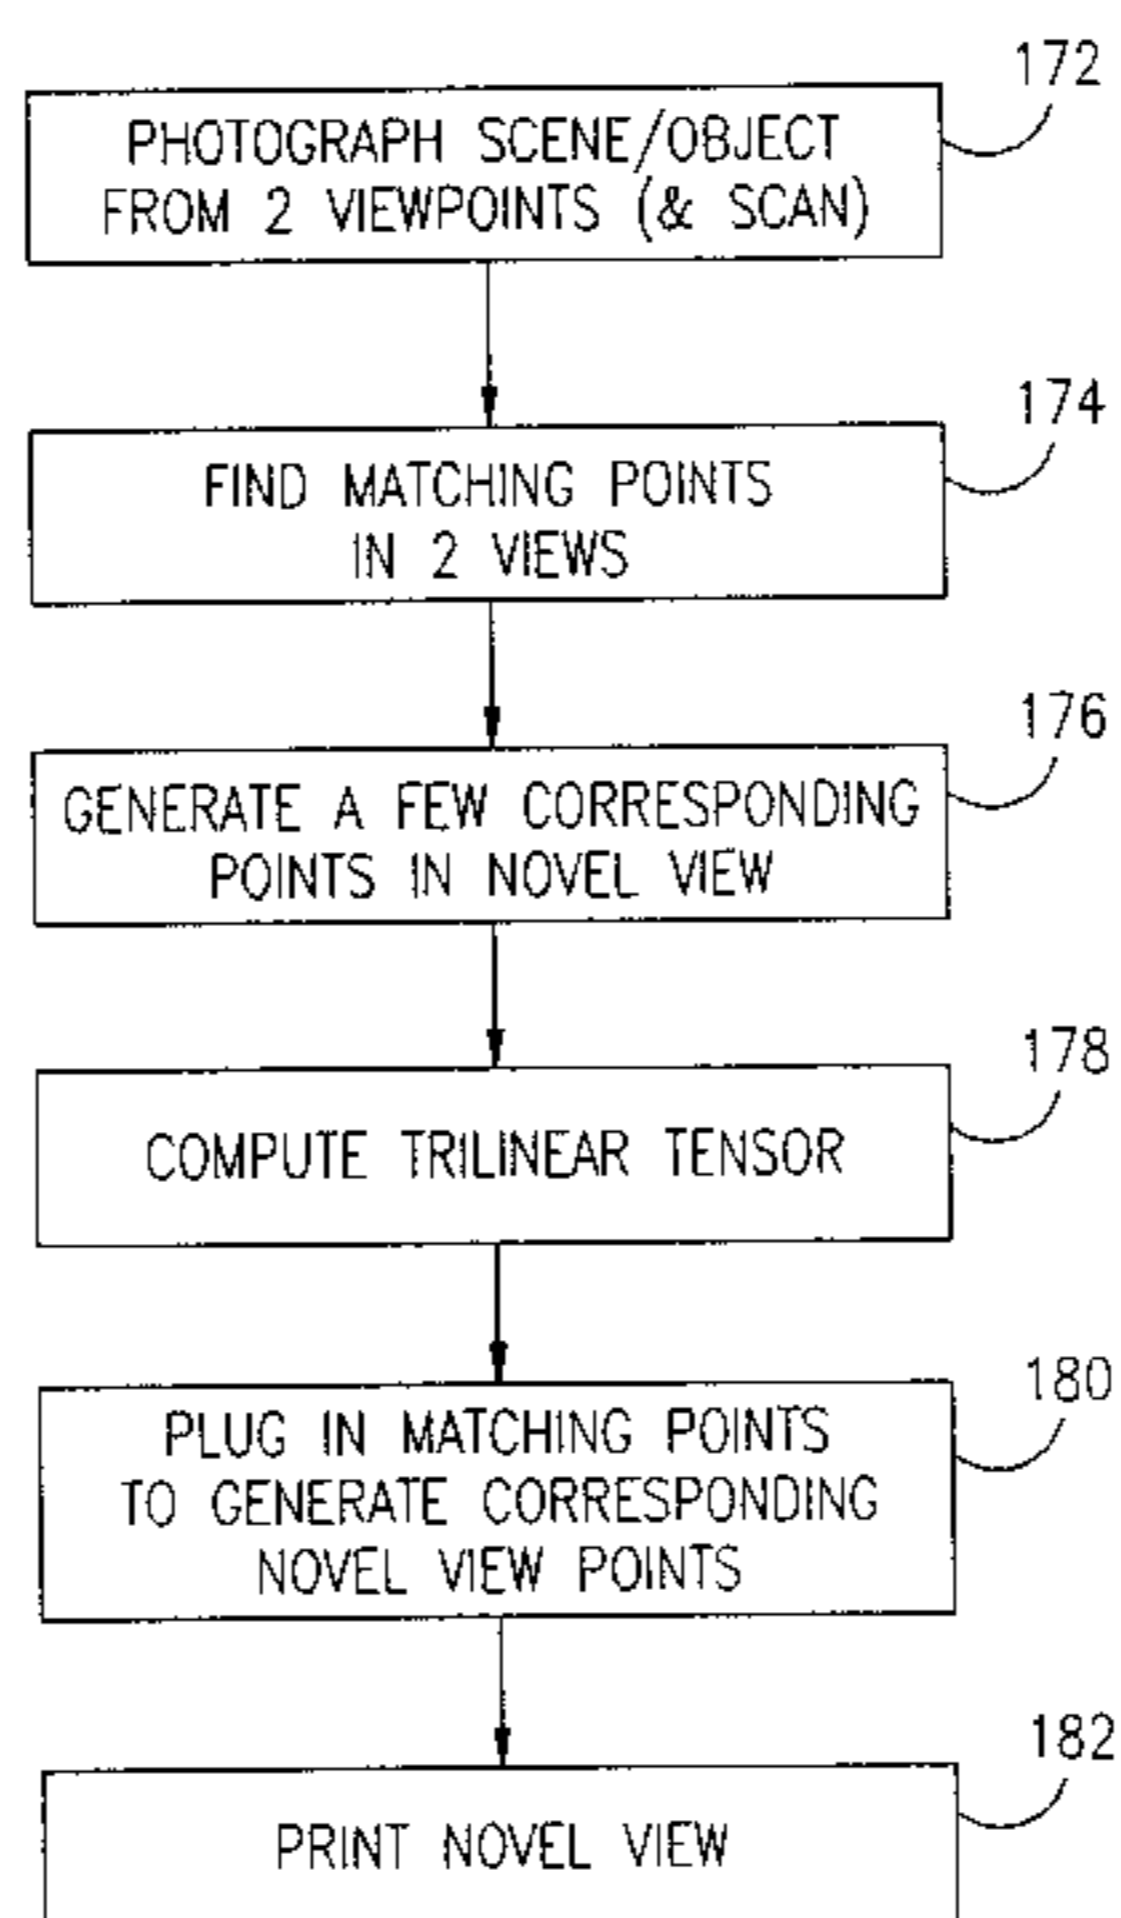 172
PHOTOGRAPH SCENE/OBJECT
FROM 2 VIEWPOINTS (& SCAN)
174
FIND MATCHING POINTS
IN 2 VIEWS
176
GENERATE A FEW CORRESPONDING
POINTS IN NOVEL VIEW
178
COMPUTE TRILINEAR TENSOR
180
PLUG IN MATCHING POINTS
TO GENERATE CORRESPONDING
NOVEL VIEW POINTS
182
PRINT NOVEL VIEW